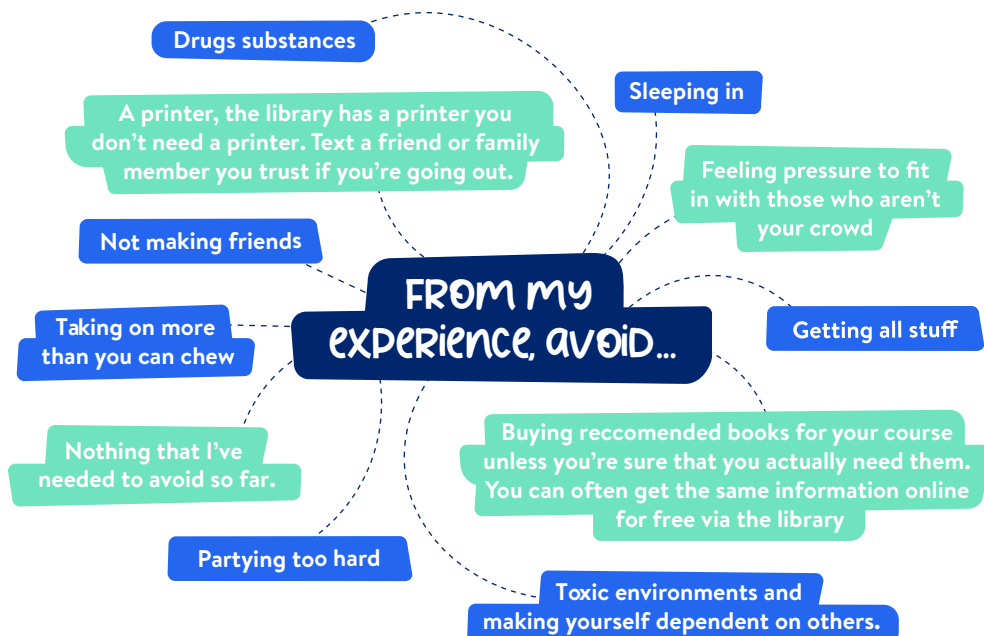 Drugs substances
Sleeping in
A printer, the library has a printer you
don't need a printer. Text a friend or family
member you trust if you're going out.
Feeling pressure to fit
in with those who aren't
your crowd
Not making friends
FROM MY
EXPERIENCE, AVOID...
Taking on more
than you can chew
Getting all stuff
Nothing that I've
needed to avoid so far.
Buying reccomended books for your course
unless you're sure that you actually need them.
You can often get the same information online
for free via the library
Partying too hard
Toxic environments and
making yourself dependent on others.